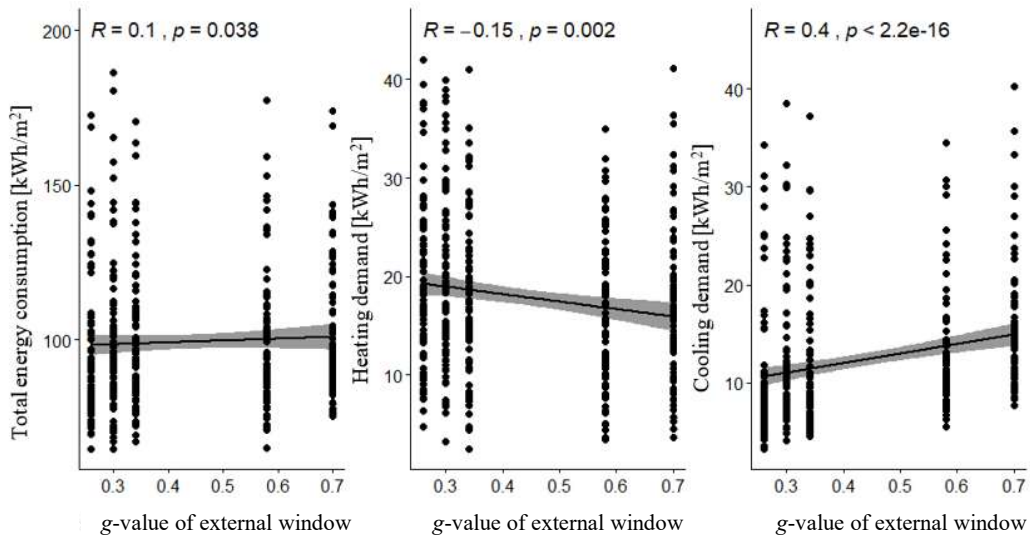 R = 0.1 , p = 0.038
200
150
100
Total energy consumption [kWh/m²]
0.3 0.4 0.5 0.6 0.7
g-value of external window
R = −0.15 , p = 0.002
40
30
20
10
Heating demand [kWh/m²]
0.3 0.4 0.5 0.6 0.7
g-value of external window
R = 0.4 , p < 2.2e-16
40
30
20
10
Cooling demand [kWh/m²]
0.3 0.4 0.5 0.6 0.7
g-value of external window